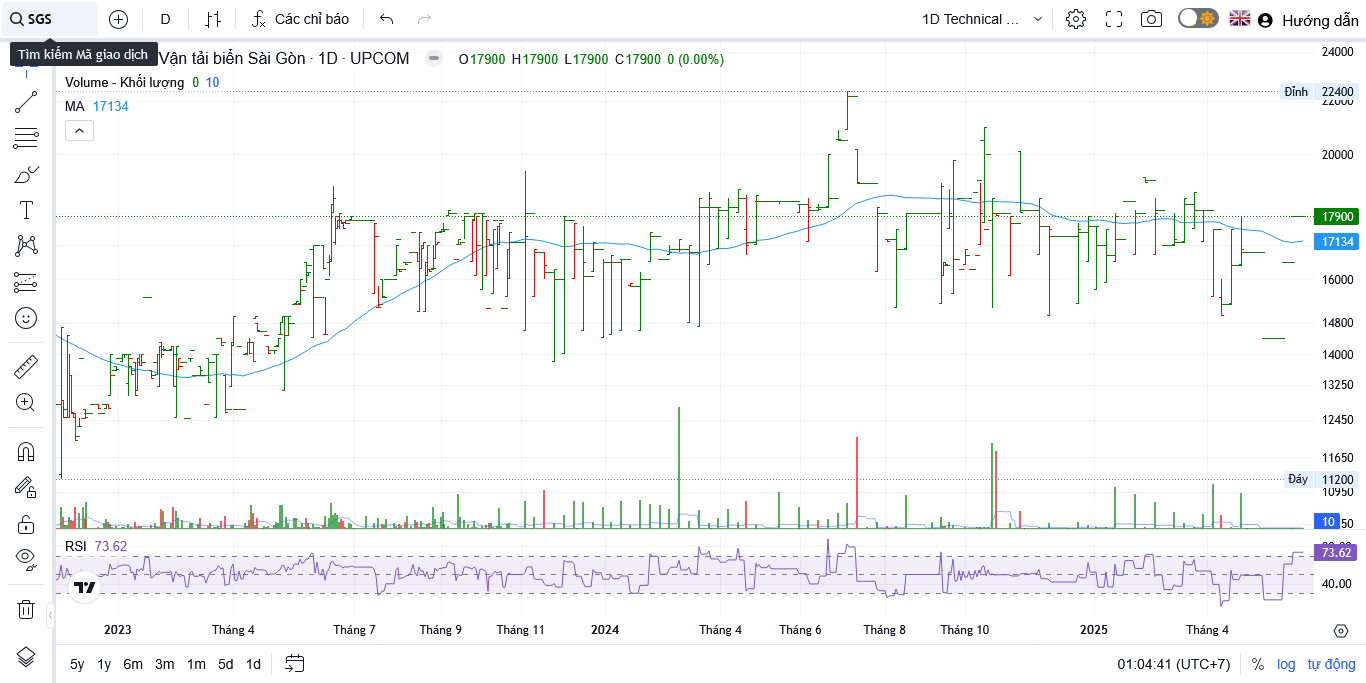 SGS D Các chỉ báo 1D Technical ... Hướng dẫn
Tìm kiếm Mã giao dịch
Vận tải biển Sài Gòn · 1D · UPCOM O17900 H17900 L17900 C17900 0 (0.00%)
Volume - Khối lượng 0 10
MA 17134
24000
Đỉnh 22400
22000
20000
17900
17134
16000
14800
14000
13250
12450
11650
Đáy 11200
10950
10
RSI 73.62
73.62
40.00
2023 Tháng 4 Tháng 7 Tháng 9 Tháng 11 2024 Tháng 4 Tháng 6 Tháng 8 Tháng 10 2025 Tháng 4
5y 1y 6m 3m 1m 5d 1d 01:04:41 (UTC+7) % log tự động